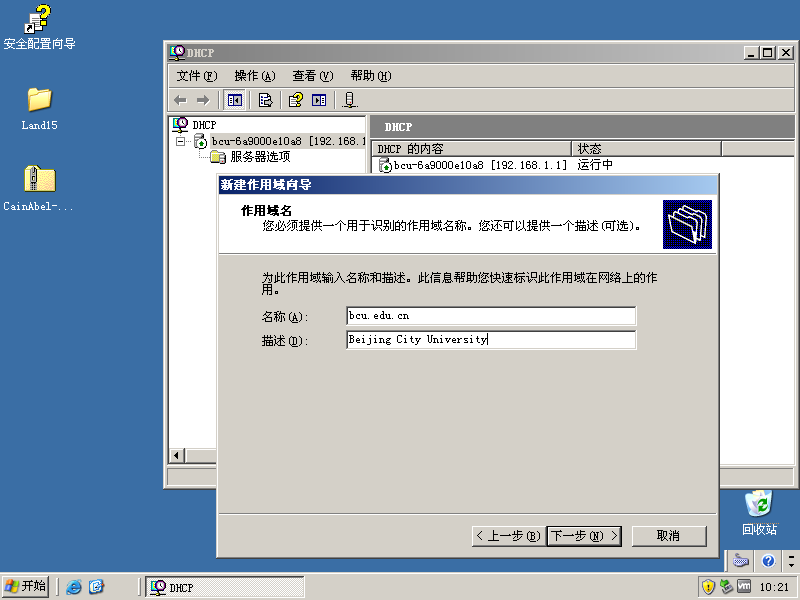 安全配置向导
Land15
CainAbel-...
DHCP
文件(F) 操作(A) 查看(V) 帮助(H)
DHCP
bcu-6a9000e10a8 [192.168.1
服务器选项
DHCP
DHCP 的内容 状态
bcu-6a9000e10a8 [192.168.1.1] 运行中
新建作用域向导
作用域名
您必须提供一个用于识别的作用域名称。您还可以提供一个描述(可选)。
为此作用域输入名称和描述。此信息帮助您快速标识此作用域在网络上的作
用。
名称(A): bcu.edu.cn
描述(D): Beijing City University
< 上一步(B) 下一步(N) > 取消
回收站
开始 DHCP 10:21